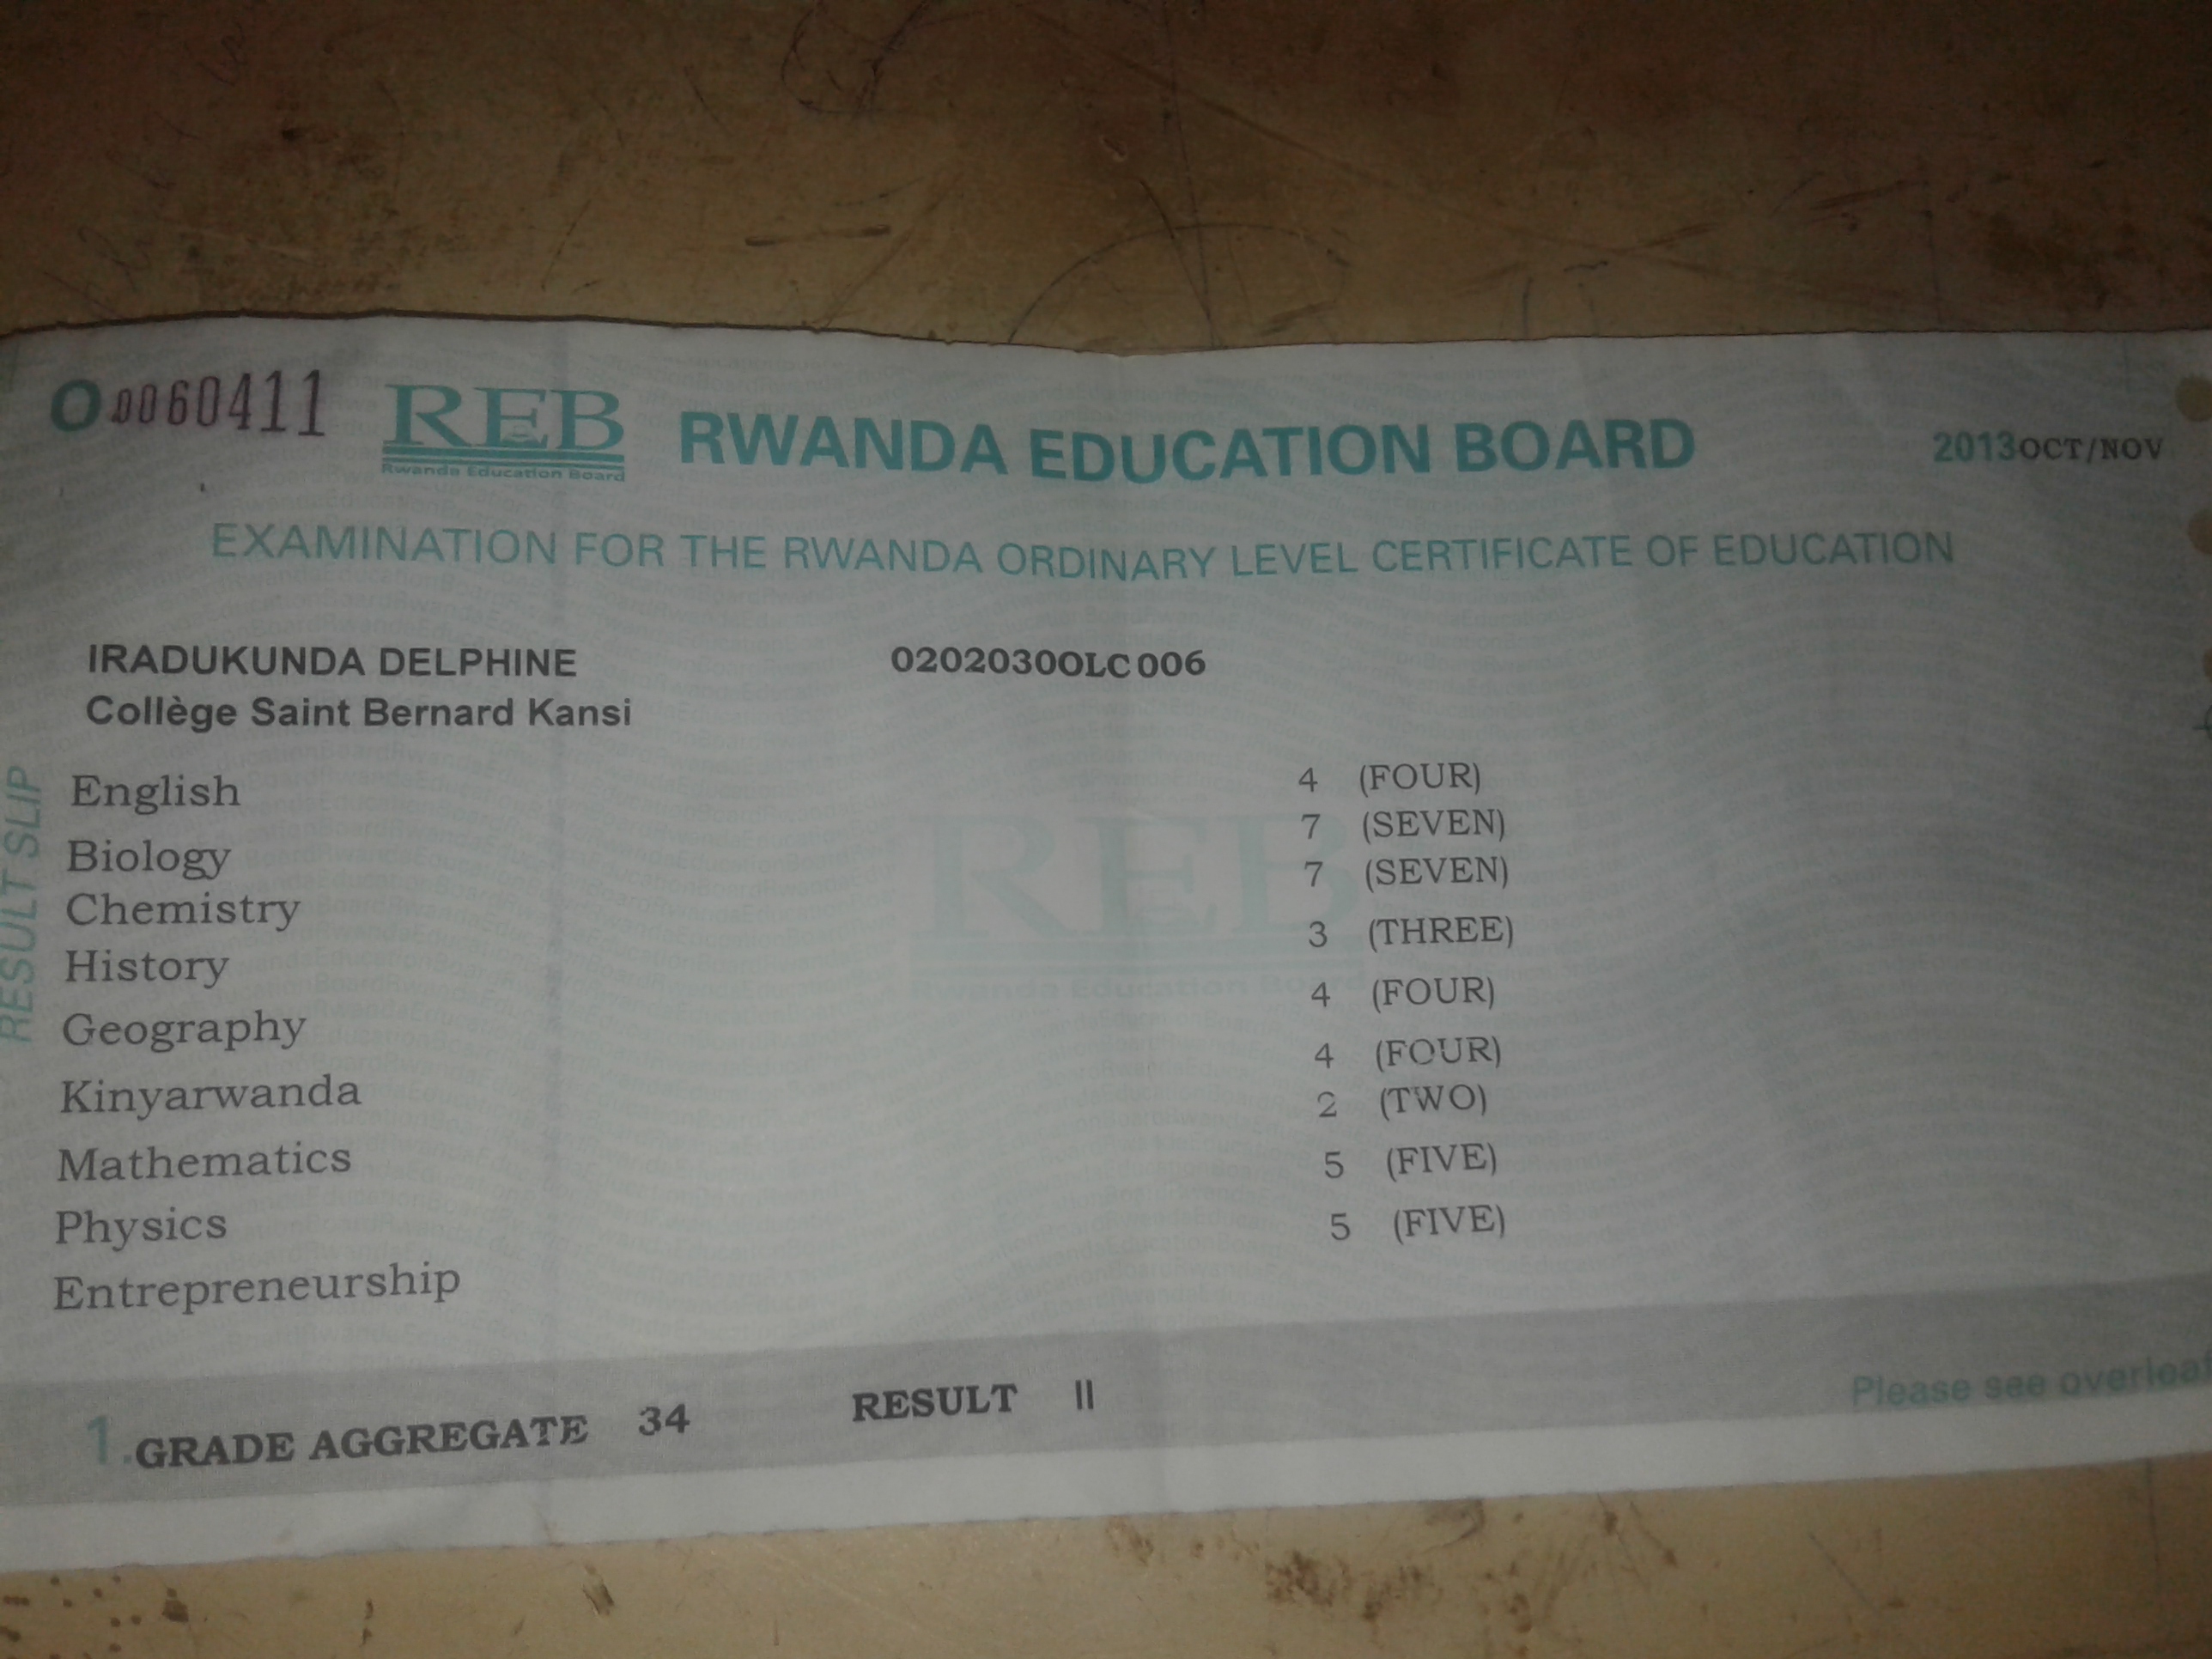 O 0060411 REB RWANDA EDUCATION BOARD 2013OCT/NOV
Rwanda Education Board
EXAMINATION FOR THE RWANDA ORDINARY LEVEL CERTIFICATE OF EDUCATION
IRADUKUNDA DELPHINE 0202030OLC006
Collège Saint Bernard Kansi
English 4 (FOUR)
Biology 7 (SEVEN)
Chemistry 7 (SEVEN)
History 3 (THREE)
Geography 4 (FOUR)
Kinyarwanda 4 (FOUR)
Mathematics 2 (TWO)
Physics 5 (FIVE)
Entrepreneurship 5 (FIVE)
REB
RESULT SLIP
1. GRADE AGGREGATE 34 RESULT II
Please see overleaf